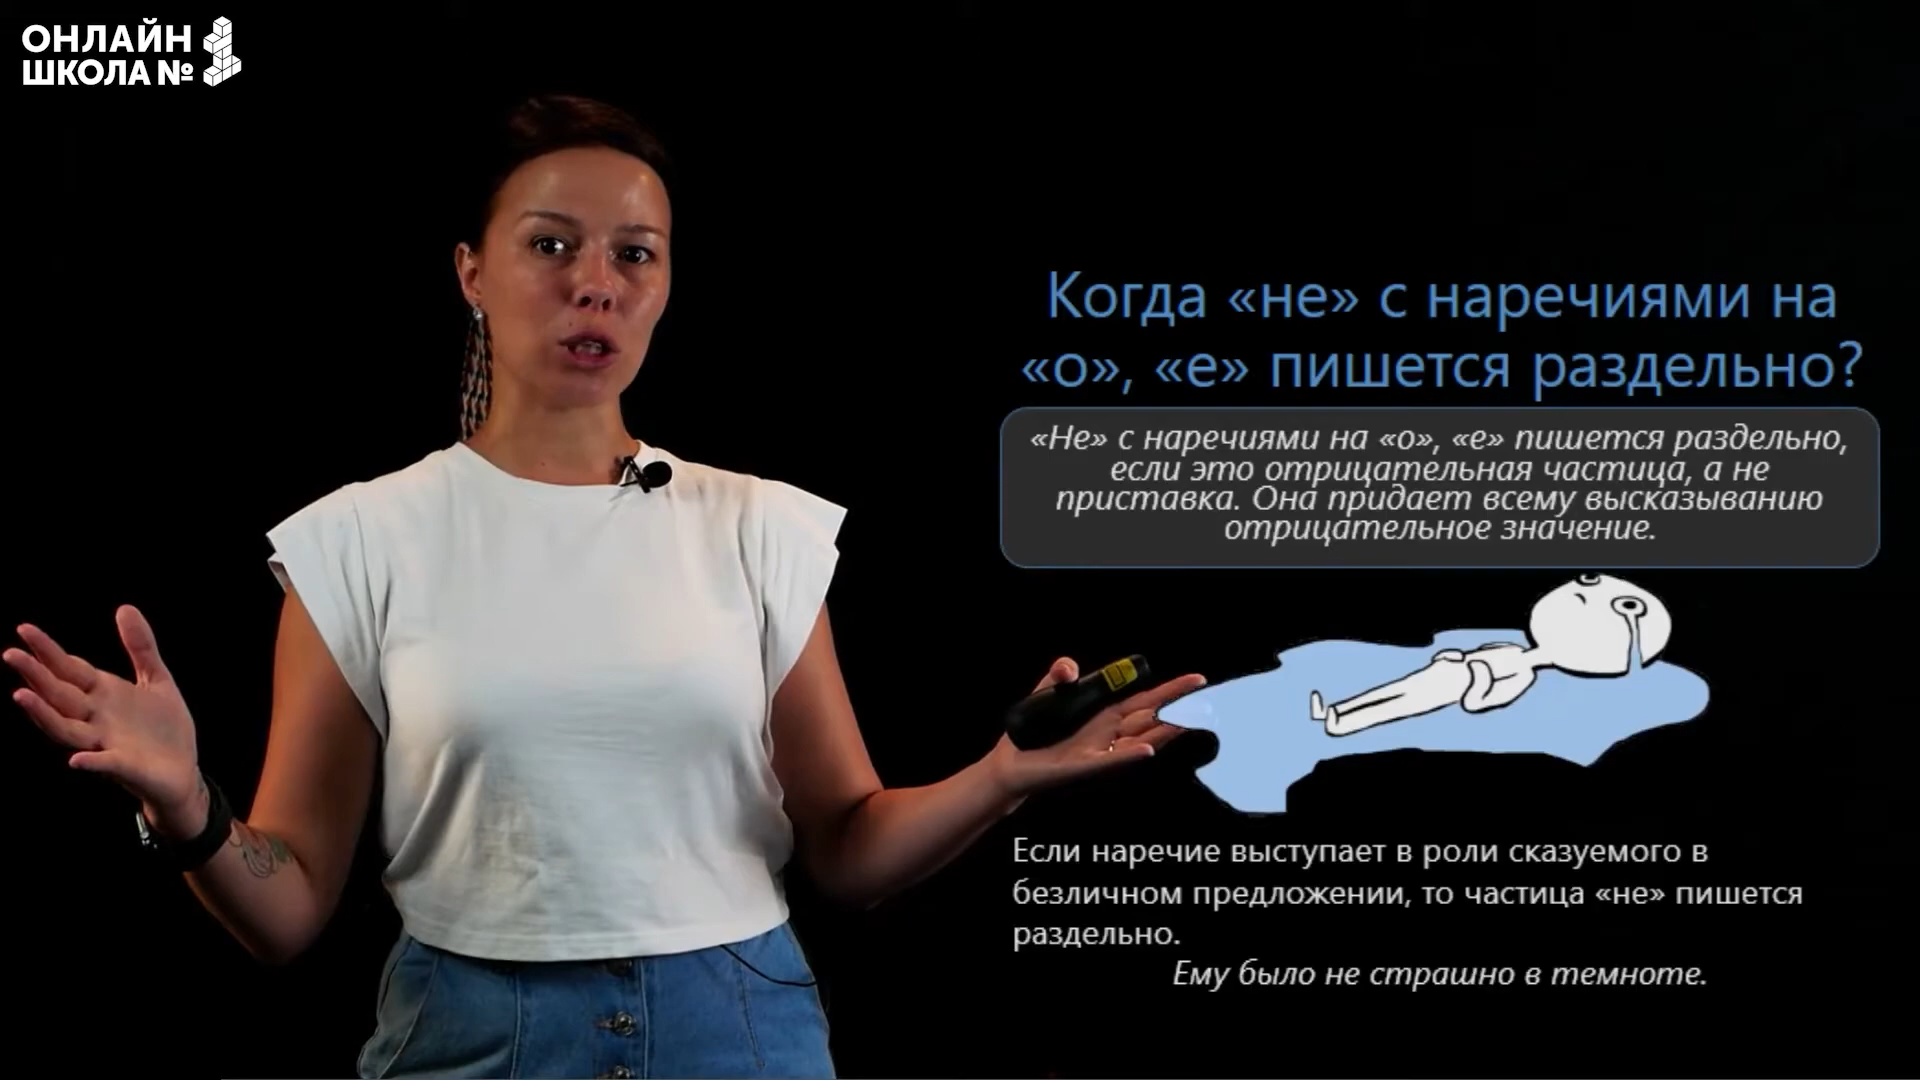 ОНЛАЙН
ШКОЛА №
Когда «не» с наречиями на
«о», «е» пишется раздельно?
«Не» с наречиями на «о», «е» пишется раздельно,
если это отрицательная частица, а не
приставка. Она придает всему высказыванию
отрицательное значение.
Если наречие выступает в роли сказуемого в
безличном предложении, то частица «не» пишется
раздельно.
Ему было не страшно в темноте.